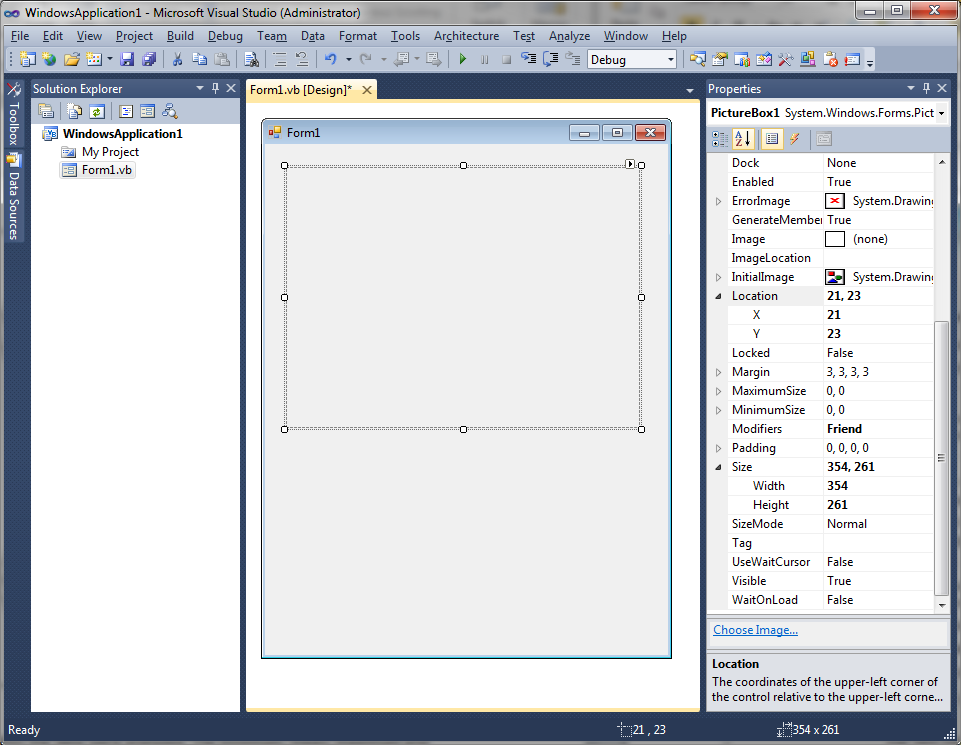 WindowsApplication1 - Microsoft Visual Studio (Administrator)
File Edit View Project Build Debug Team Data Format Tools Architecture Test Analyze Window Help
Debug
Toolbox
Data Sources
Solution Explorer
WindowsApplication1
My Project
Form1.vb
Form1.vb [Design]*
Form1
Properties
PictureBox1 System.Windows.Forms.Pict
Dock None
Enabled True
ErrorImage System.Drawing
GenerateMember True
Image (none)
ImageLocation
InitialImage System.Drawing
Location 21, 23
X 21
Y 23
Locked False
Margin 3, 3, 3, 3
MaximumSize 0, 0
MinimumSize 0, 0
Modifiers Friend
Padding 0, 0, 0, 0
Size 354, 261
Width 354
Height 261
SizeMode Normal
Tag
UseWaitCursor False
Visible True
WaitOnLoad False
Choose Image...
Location
The coordinates of the upper-left corner of
the control relative to the upper-left corne...
Ready 21 , 23 354 x 261